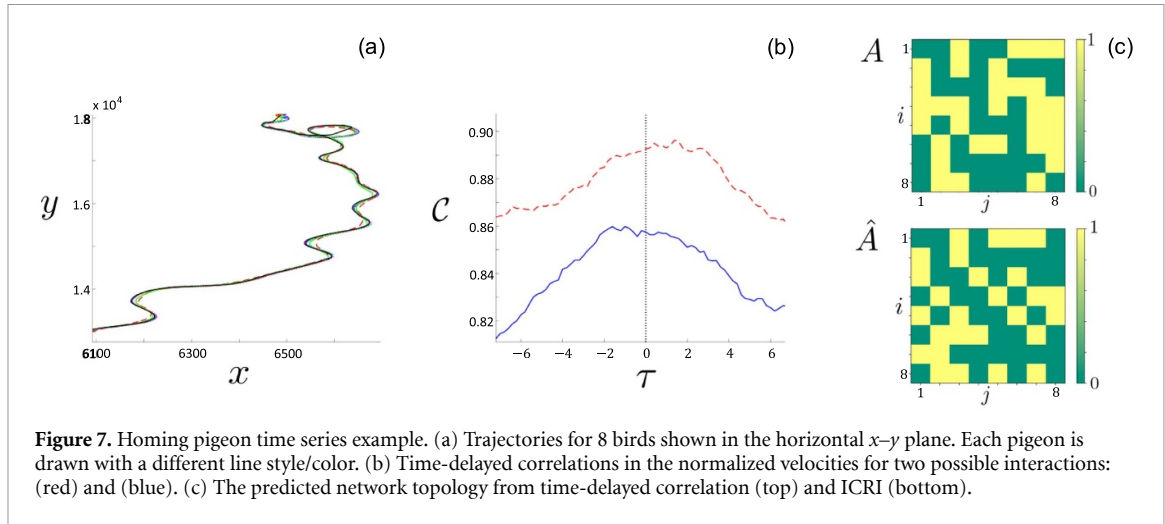 (a)
x 10⁴
1.8
1.6
1.4
y
6100 6300 6500
x
(b)
0.90
0.88
0.86
0.84
0.82
C
−6 −4 −2 0 2 4 6
τ
(c)
A
1
i
8
1 j 8
1
0
Â
1
i
8
1 j 8
1
0
Figure 7. Homing pigeon time series example. (a) Trajectories for 8 birds shown in the horizontal x–y plane. Each pigeon is
drawn with a different line style/color. (b) Time-delayed correlations in the normalized velocities for two possible interactions:
(red) and (blue). (c) The predicted network topology from time-delayed correlation (top) and ICRI (bottom).